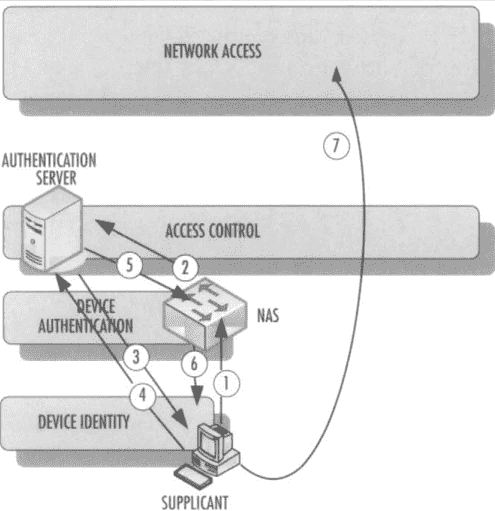 NETWORK ACCESS
7
AUTHENTICATION
SERVER
ACCESS CONTROL
5
2
DEVICE
AUTHENTICATION
NAS
3
6
4
1
DEVICE IDENTITY
SUPPLICANT